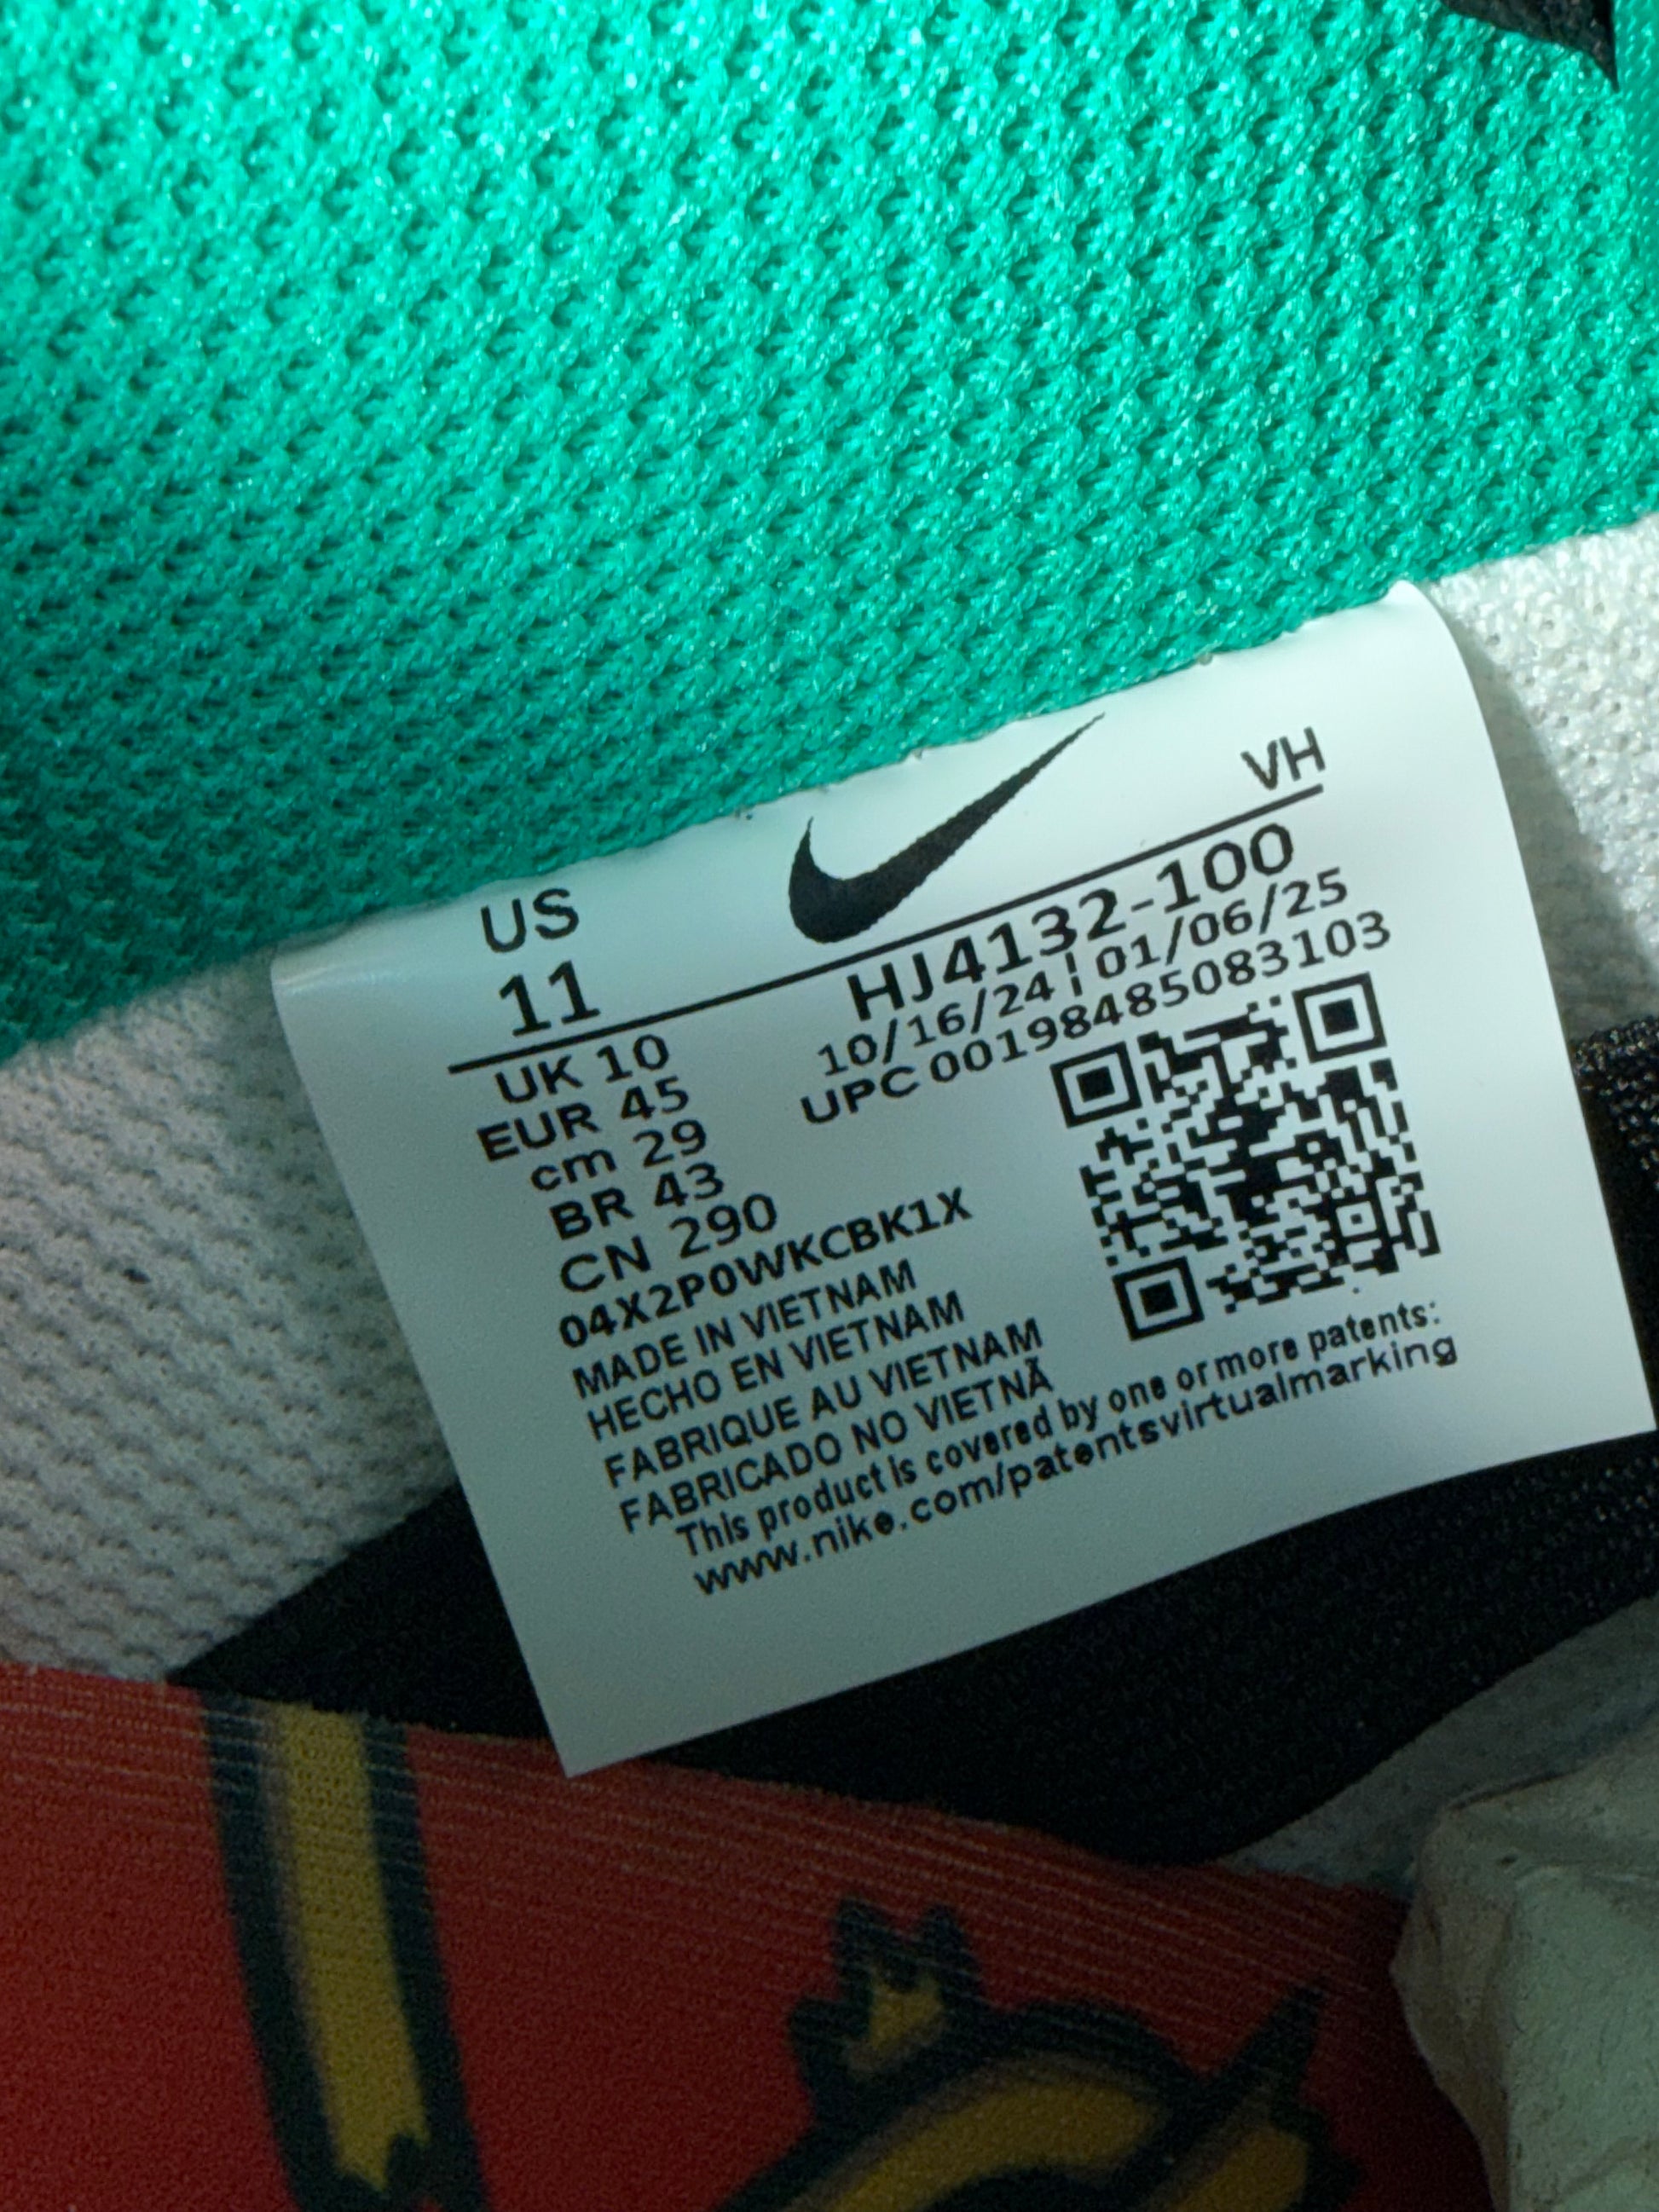 US
11
VH
HJ4132-100
10/16/24 | 01/06/25
UPC 00198485083103
UK 10
EUR 45
cm 29
BR 43
CN 290
04X2P0WKCBK1X
MADE IN VIETNAM
HECHO EN VIETNAM
FABRIQUE AU VIETNAM
FABRICADO NO VIETNÃ
This product is covered by one or more patents:
www.nike.com/patentsvirtualmarking